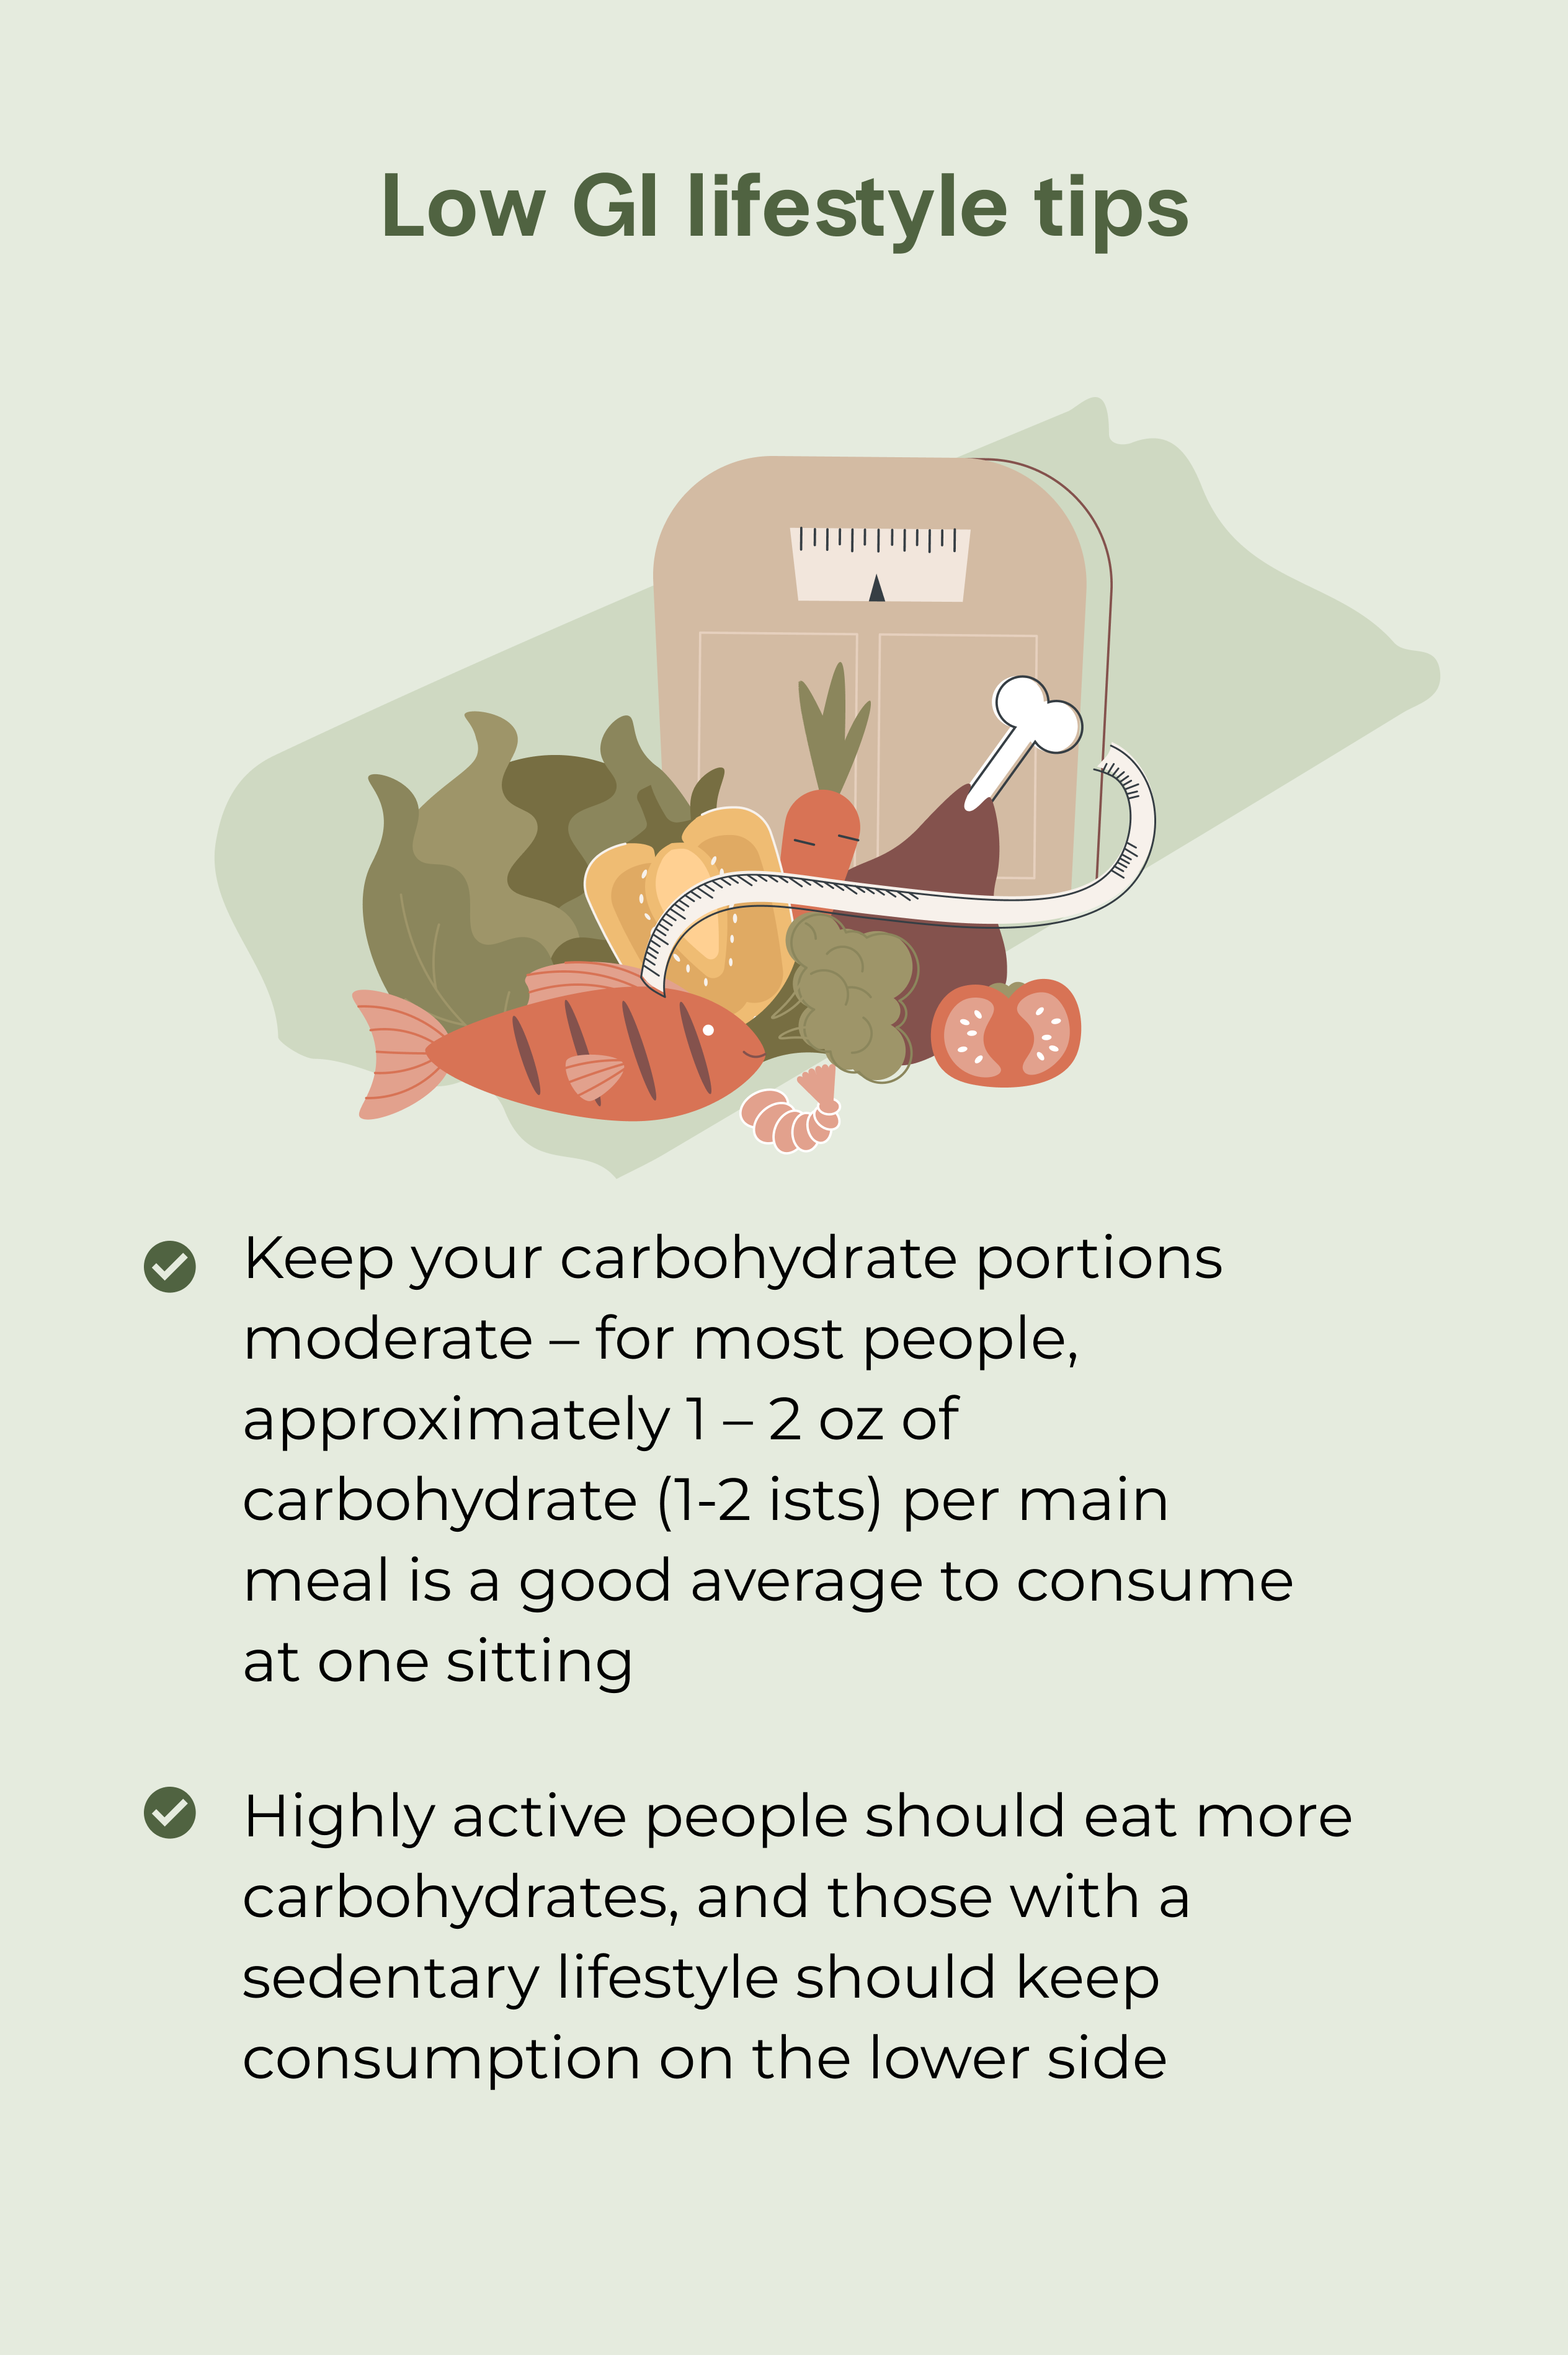 Low GI lifestyle tips
Keep your carbohydrate portions
moderate – for most people,
approximately 1 – 2 oz of
carbohydrate (1-2 ists) per main
meal is a good average to consume
at one sitting
Highly active people should eat more
carbohydrates, and those with a
sedentary lifestyle should keep
consumption on the lower side